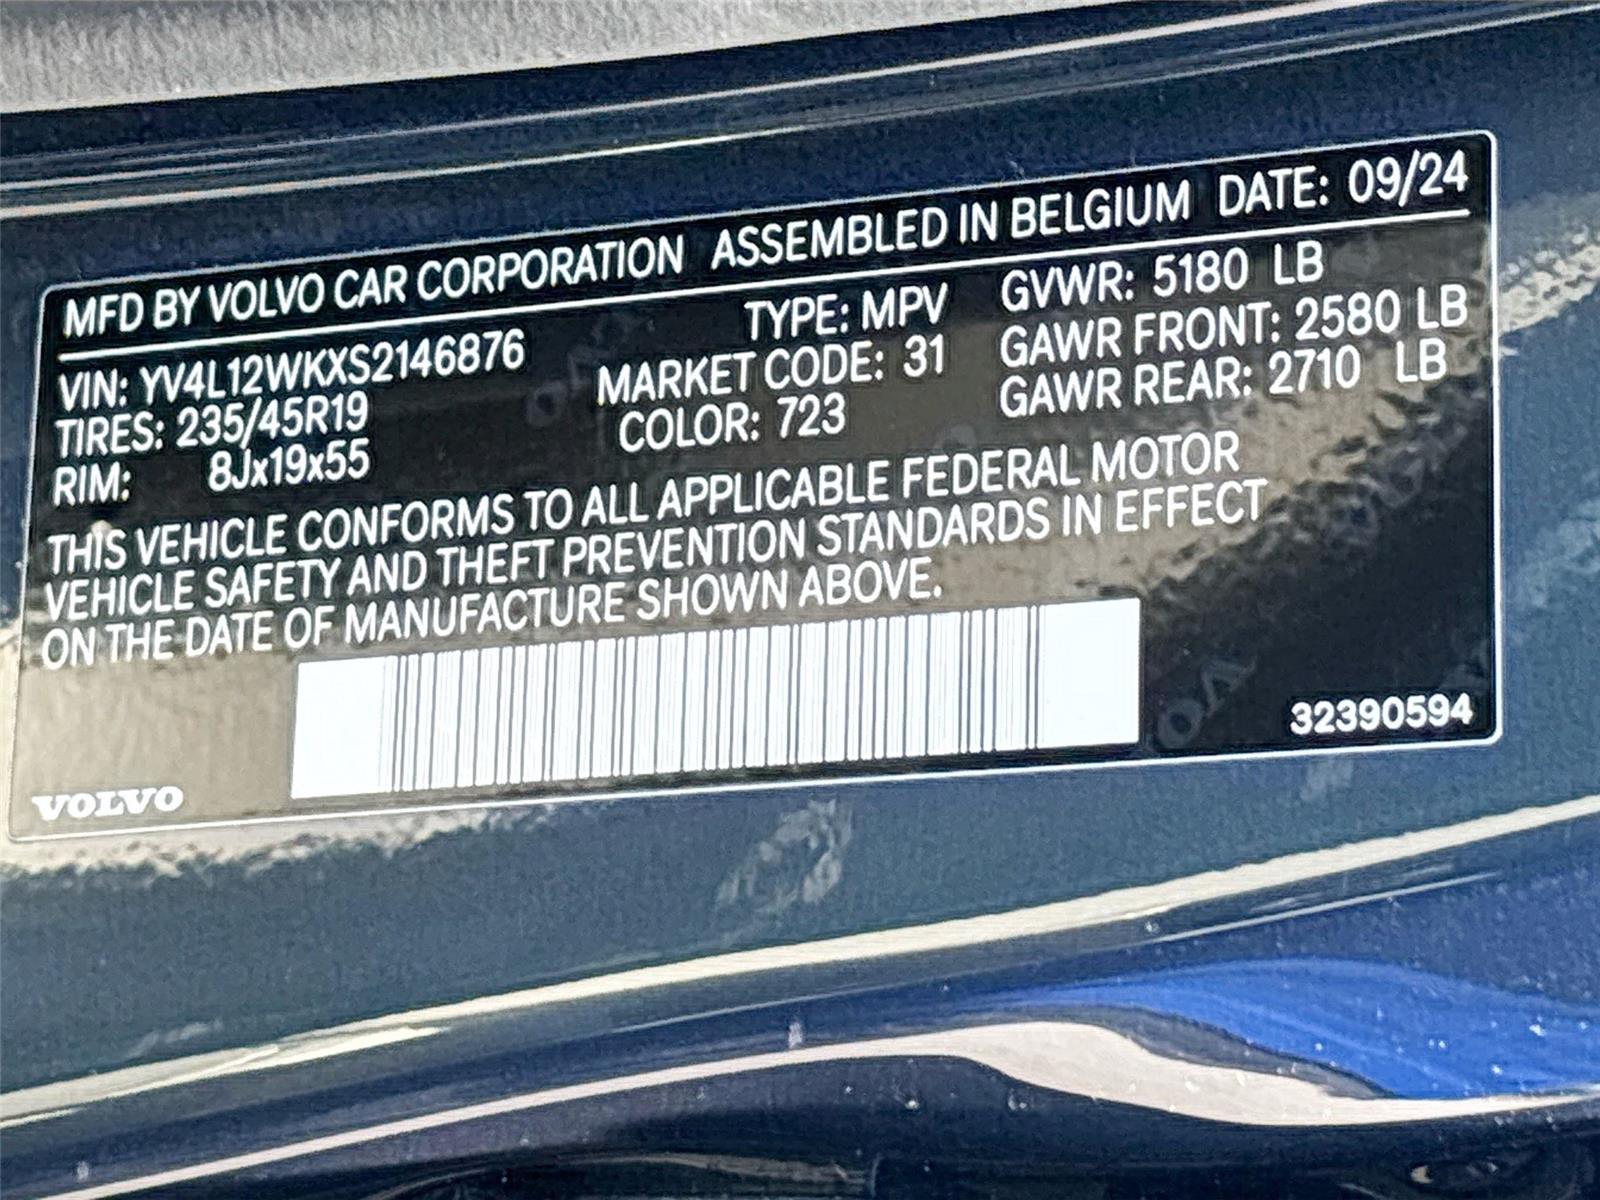 MFD BY VOLVO CAR CORPORATION ASSEMBLED IN BELGIUM DATE: 09/24
VIN: YV4L12WKXS2146876 TYPE: MPV GVWR: 5180 LB
TIRES: 235/45R19 MARKET CODE: 31 GAWR FRONT: 2580 LB
RIM: 8Jx19x55 COLOR: 723 GAWR REAR: 2710 LB
THIS VEHICLE CONFORMS TO ALL APPLICABLE FEDERAL MOTOR
VEHICLE SAFETY AND THEFT PREVENTION STANDARDS IN EFFECT
ON THE DATE OF MANUFACTURE SHOWN ABOVE.
32390594
VOLVO